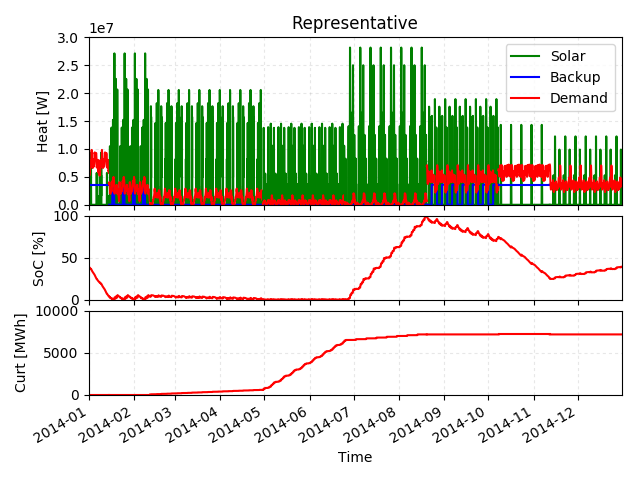 Representative
1e7
3.0
2.5
2.0
1.5
1.0
0.5
0.0
Heat [W]
Solar
Backup
Demand
100
50
0
SoC [%]
10000
5000
0
Curt [MWh]
2014-01
2014-02
2014-03
2014-04
2014-05
2014-06
2014-07
2014-08
2014-09
2014-10
2014-11
2014-12
Time